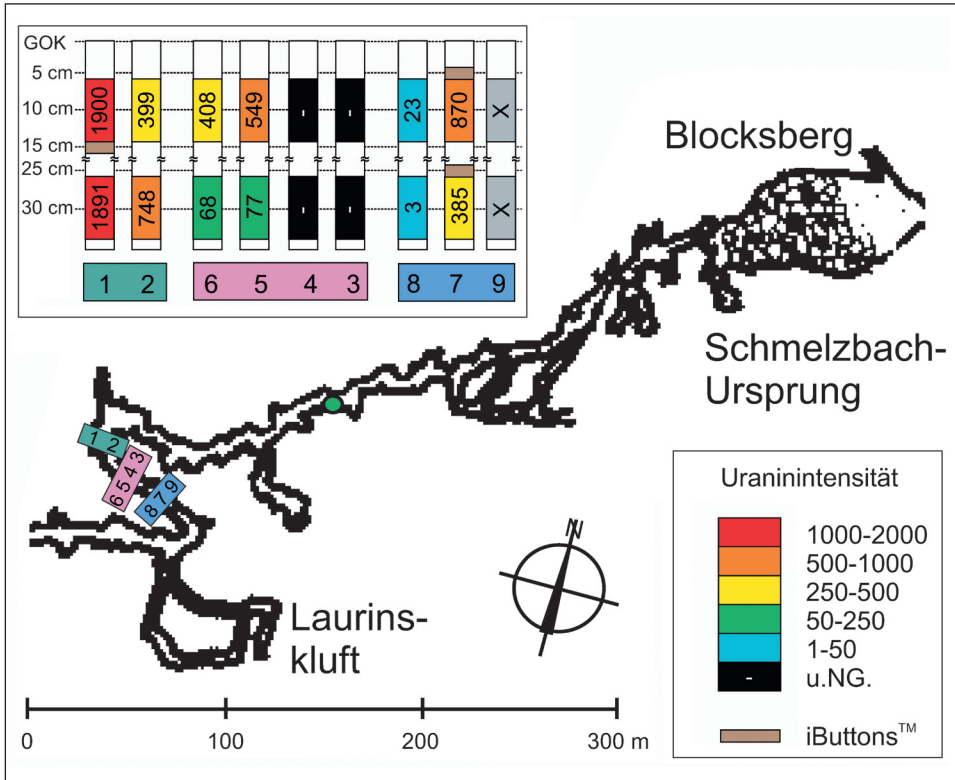 GOK
5 cm
10 cm
15 cm
25 cm
30 cm
1900 399 408 549 - - 23 870 X
1891 748 68 77 - - 3 385 X
1 2 6 5 4 3 8 7 9
Blocksberg
Schmelzbach-
Ursprung
1 2
6 5 4 3
8 7 9
Laurins-
kluft
N
0 100 200 300 m
Uraninintensität
1000-2000
500-1000
250-500
50-250
1-50
- u.NG.
iButtons™